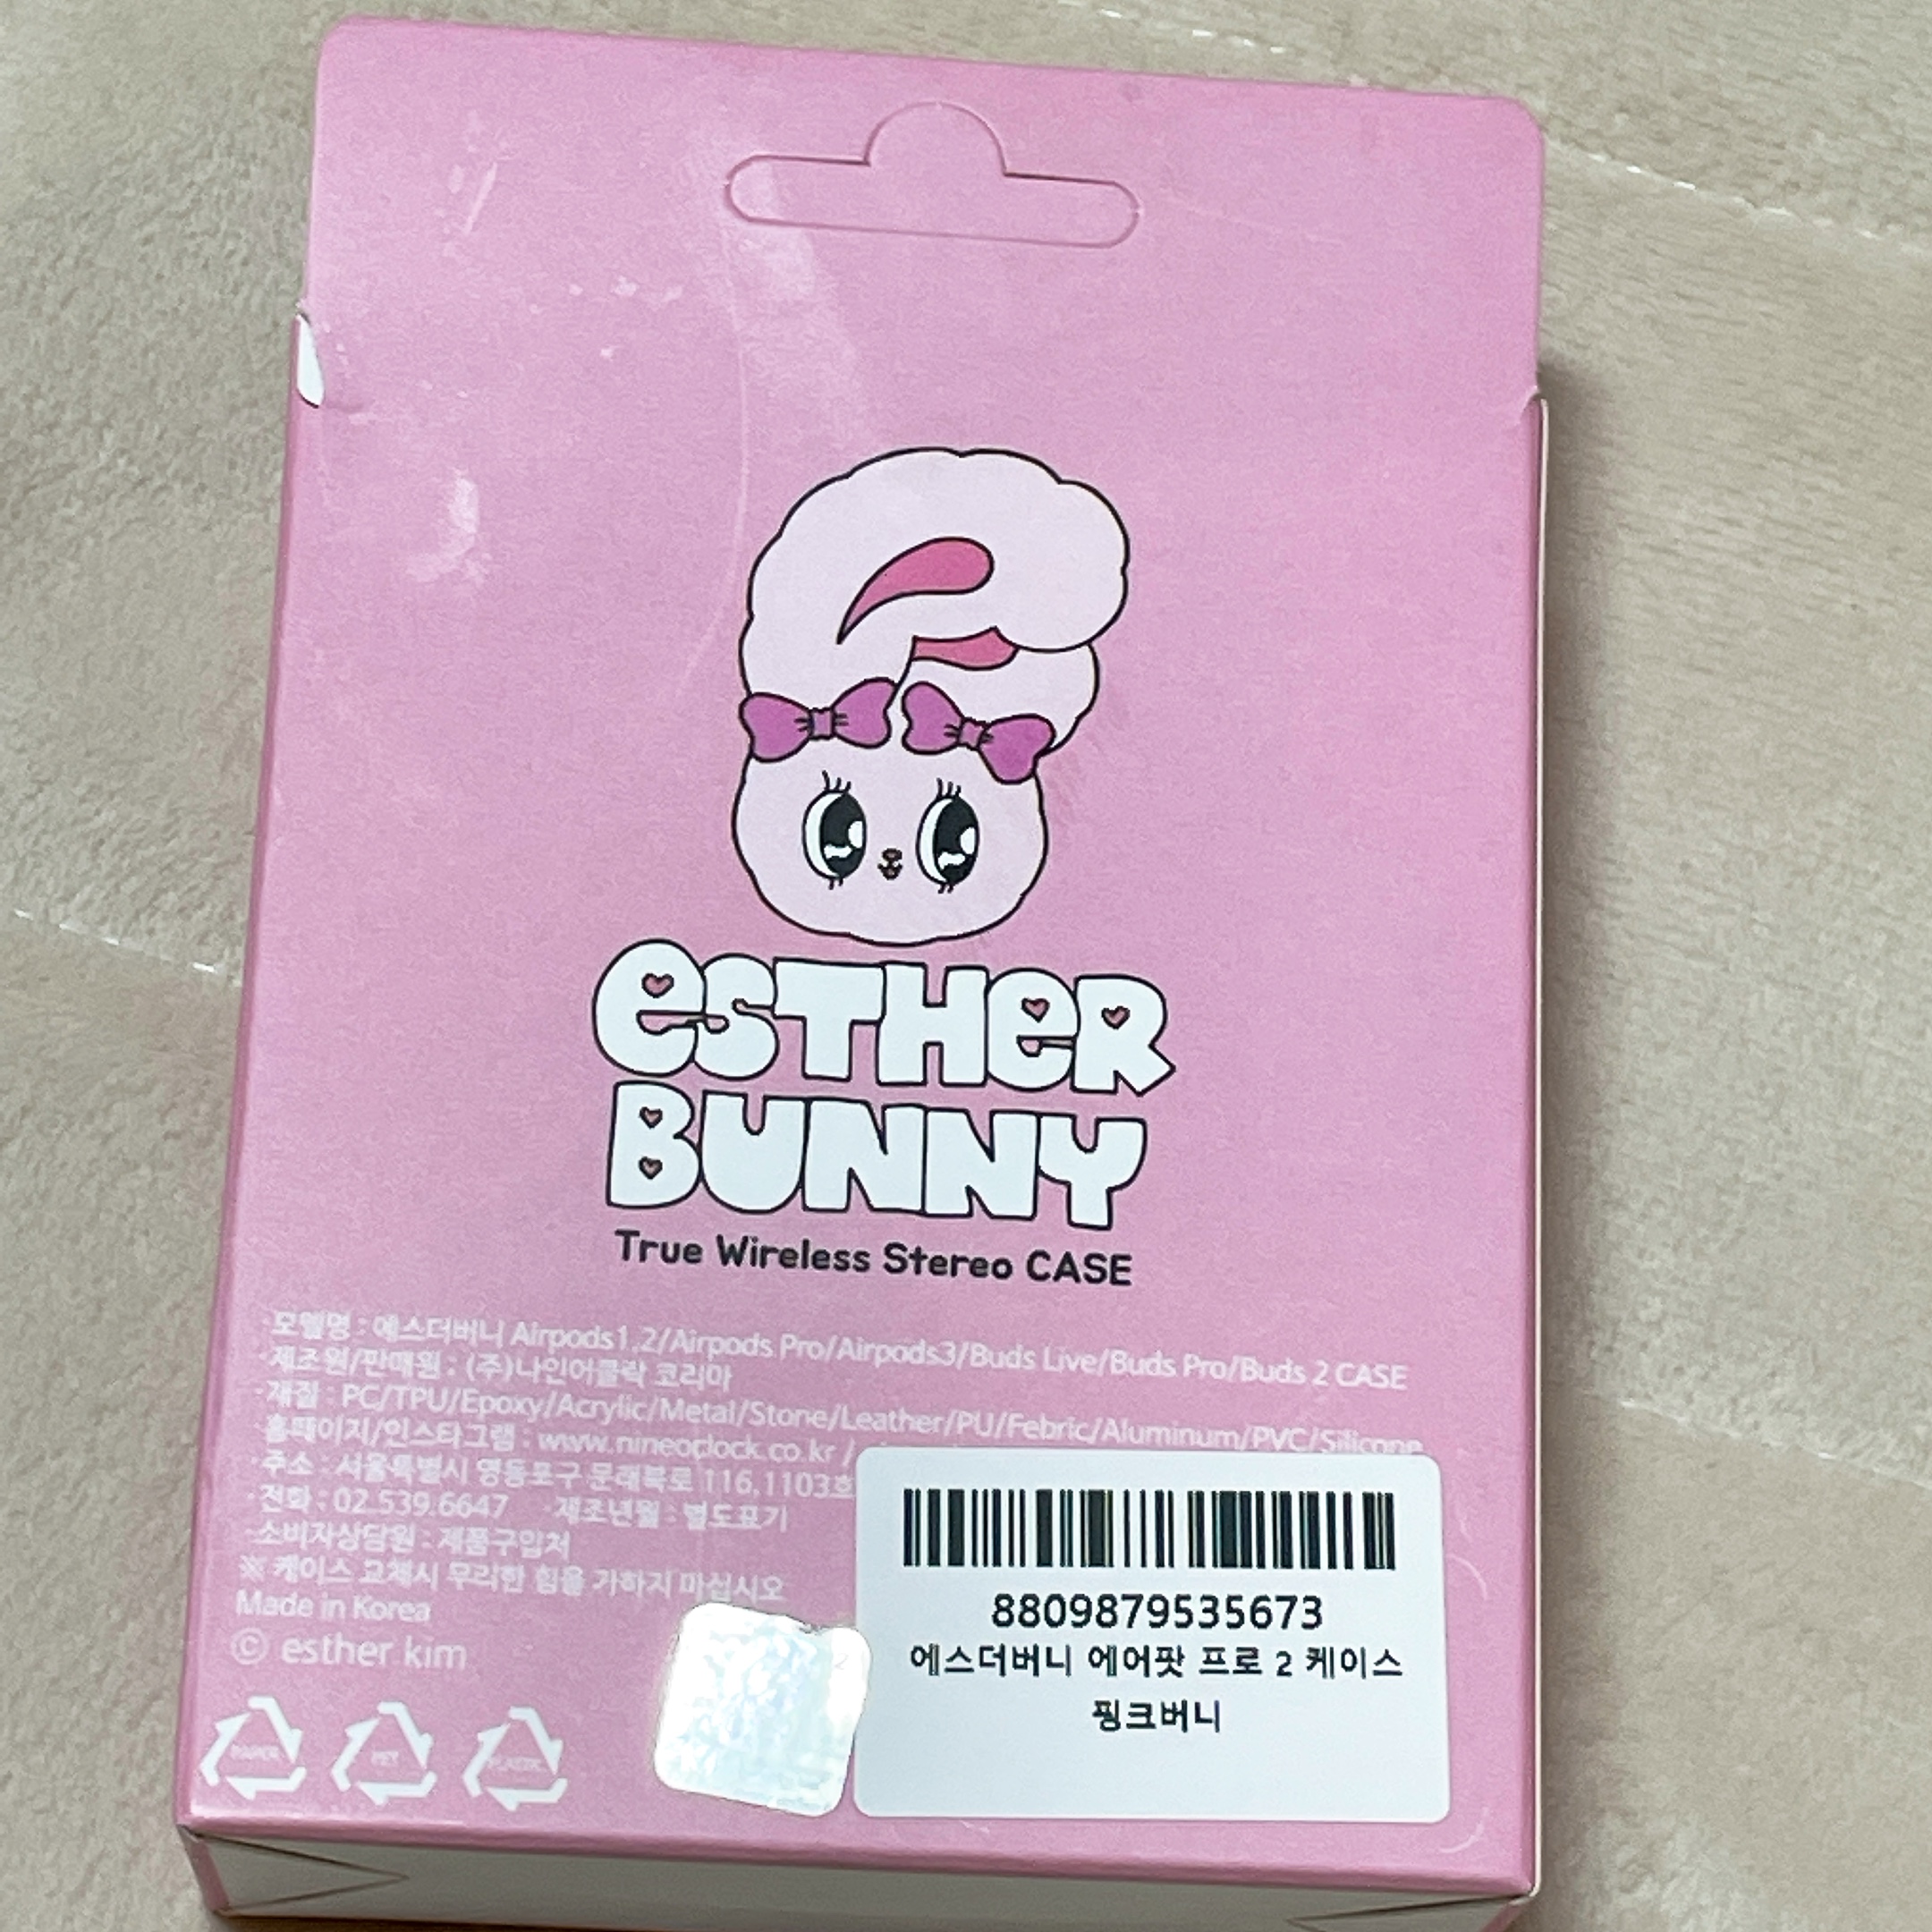 esTHeR
BUNNY
True Wireless Stereo CASE
·모델명 : 에스더버니 Airpods1,2/Airpods Pro/Airpods3/Buds Live/Buds Pro/Buds 2 CASE
·제조원/판매원 : (주)나인어클락 코리아
·재질 : PC/TPU/Epoxy/Acrylic/Metal/Stone/Leather/PU/Febric/Aluminum/PVC/Silicone
·홈페이지/인스타그램 : www.nineoclock.co.kr /
·주소 : 서울특별시 영등포구 문래북로 116,1103호
·전화 : 02.539.6647 ·제조년월 : 별도표기
·소비자상담원 : 제품구입처
※ 케이스 교체시 무리한 힘을 가하지 마십시오
Made in Korea
© esther kim
PAPER PET PLASTIC
8809879535673
에스더버니 에어팟 프로 2 케이스
핑크버니